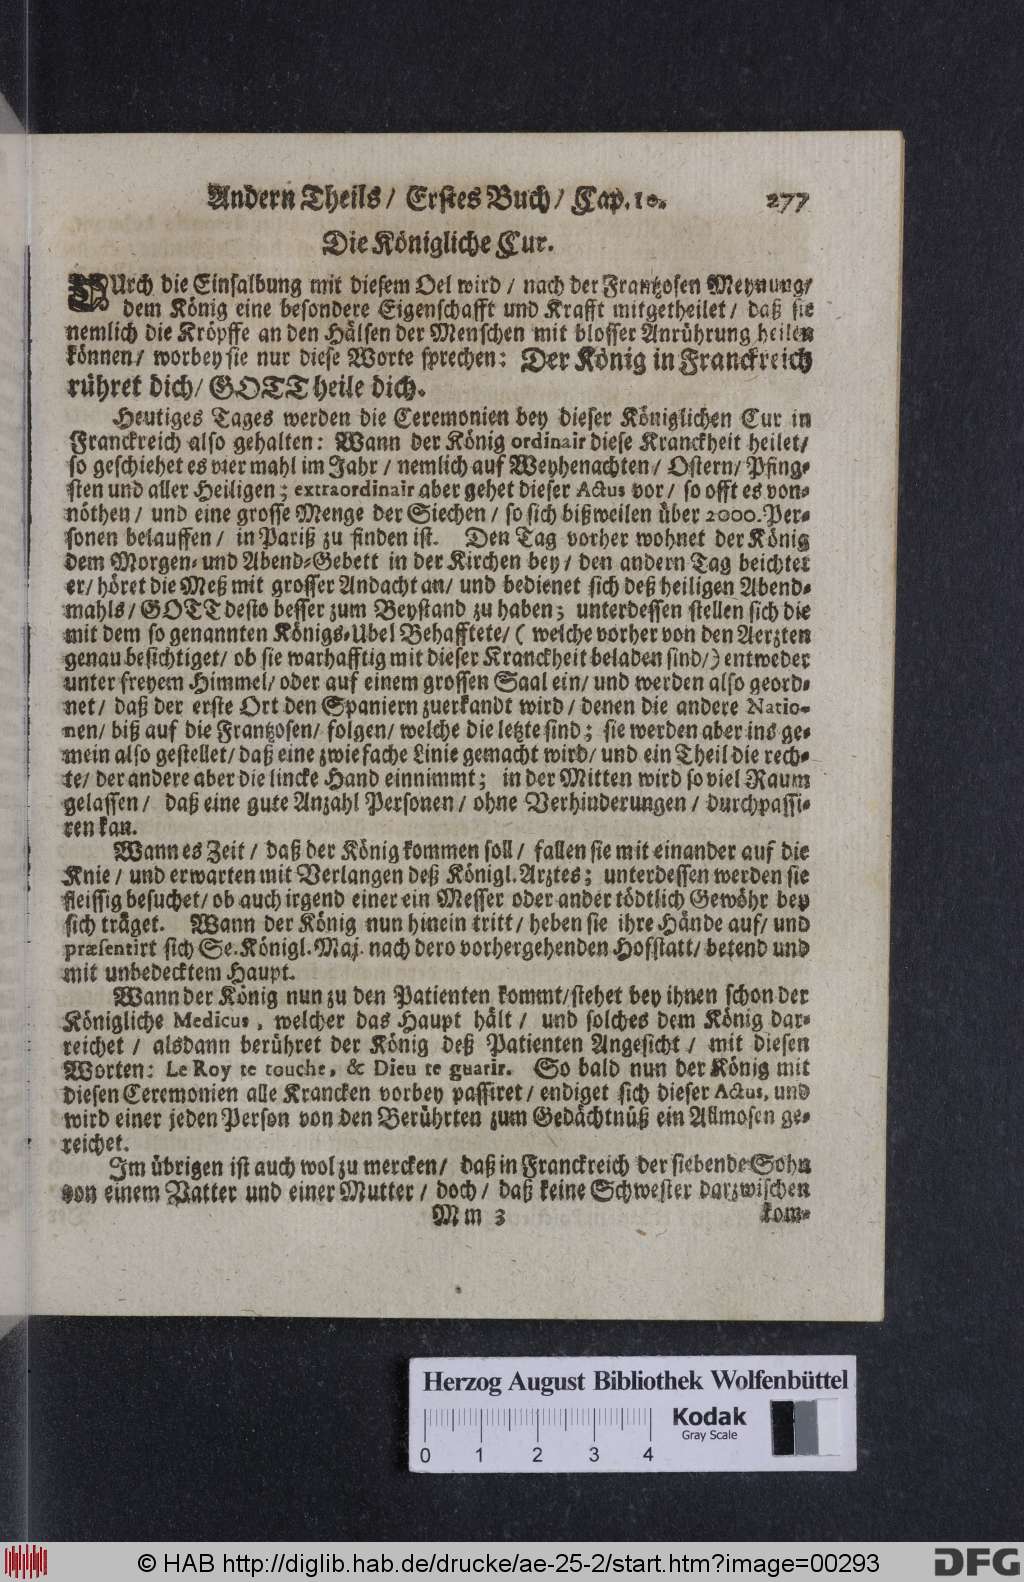 Andern Theils/ Erstes Buch/ Cap. 10. 277
Die Königliche Cur.
DUrch die Einsalbung mit diesem Oel wird / nach der Frantzosen Meynung/
dem König eine besondere Eigenschafft und Krafft mitgetheilet / daß sie
nemlich die Kröpffe an den Hälsen der Menschen mit blosser Anrührung heilen
können/ worbey sie nur diese Worte sprechen: Der König in Franckreich
rühret dich/ GOTT heile dich.
Heutiges Tages werden die Ceremonien bey dieser Königlichen Cur in
Franckreich also gehalten: Wann der König ordinair diese Kranckheit heilet/
so geschiehet es vier mahl im Jahr / nemlich auf Weyhenachten/ Ostern/ Pfing-
sten und aller Heiligen; extraordinair aber gehet dieser Actus vor/ so offt es von-
nöthen/ und eine grosse Menge der Siechen/ so sich bißweilen über 2000. Per-
sonen belauffen / in Pariß zu finden ist. Den Tag vorher wohnet der König
dem Morgen- und Abend-Gebett in der Kirchen bey/ den andern Tag beichtet
er/ höret die Meß mit grosser Andacht an/ und bedienet sich deß heiligen Abend-
mahls/ GOTT desto besser zum Beystand zu haben; unterdessen stellen sich die
mit dem so genannten Königs-Ubel Behafftete/ ( welche vorher von den Aerzten
genau besichtiget/ ob sie warhafftig mit dieser Kranckheit beladen sind/) entweder
unter freyem Himmel/ oder auf einem grossen Saal ein/ und werden also geord-
net/ daß der erste Ort den Spaniern zuerkandt wird/ denen die andere Natio-
nen/ biß auf die Frantzosen/ folgen/ welche die letzte sind; sie werden aber ins ge-
mein also gestellet/ daß eine zwiefache Linie gemacht wird/ und ein Theil die rech-
te/ der andere aber die lincke Hand einnimmt; in der Mitten wird so viel Raum
gelassen/ daß eine gute Anzahl Personen/ ohne Verhinderungen/ durchpassi-
ren kan.
Wann es Zeit / daß der König kommen soll/ fallen sie mit einander auf die
Knie / und erwarten mit Verlangen deß Königl. Arztes; unterdessen werden sie
fleissig besuchet/ ob auch irgend einer ein Messer oder ander tödtlich Gewöhr bey
sich träget. Wann der König nun hinein tritt/ heben sie ihre Hände auf/ und
præsentirt sich Se. Königl. Maj. nach dero vorhergehenden Hofstatt/ betend und
mit unbedecktem Haupt.
Wann der König nun zu den Patienten kommt/stehet bey ihnen schon der
Königliche Medicus, welcher das Haupt hält/ und solches dem König dar-
reichet / alsdann berühret der König deß Patienten Angesicht / mit diesen
Worten: Le Roy te touche, & Dieu te guarir. So bald nun der König mit
diesen Ceremonien alle Krancken vorbey passiret/ endiget sich dieser Actus, und
wird einer jeden Person von den Berührten zum Gedächtnüß ein Allmosen ge-
reichet.
Im übrigen ist auch wol zu mercken/ daß in Franckreich der siebende Sohn
von einem Vatter und einer Mutter / doch/ daß keine Schwester darzwischen
Mm 3 kom-
Herzog August Bibliothek Wolfenbüttel
Kodak
Gray Scale
0 1 2 3 4
© HAB http://diglib.hab.de/drucke/ae-25-2/start.htm?image=00293
DFG